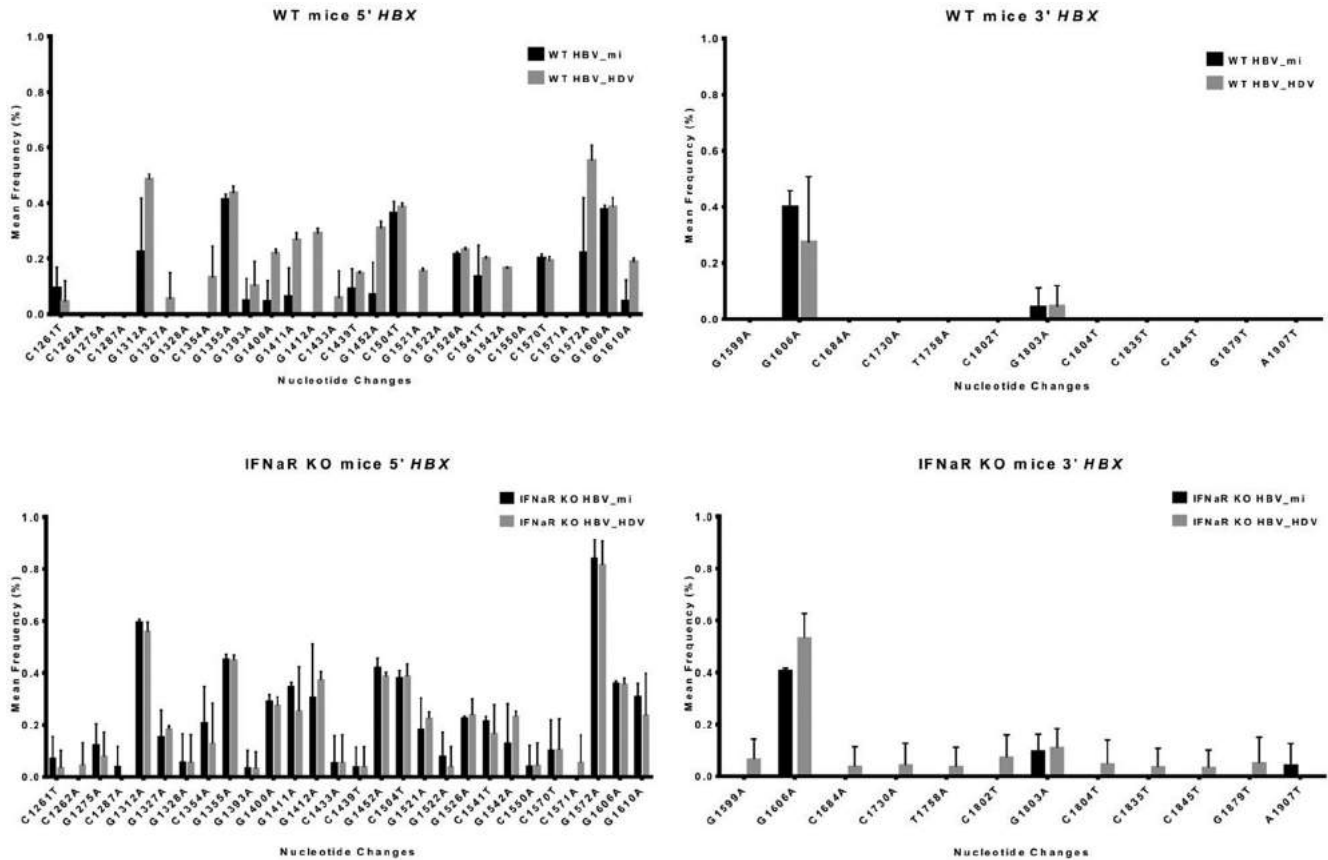 WT mice 5' HBX
WT HBV_mi
WT HBV_HDV
Mean Frequency (%)
1.0
0.8
0.6
0.4
0.2
0.0
C1261T
C1262A
G1275A
C1287A
G1312A
G1327A
G1328A
C1354A
G1355A
G1393A
G1400A
G1411A
G1412A
C1433A
C1439T
G1452A
C1504T
G1521A
G1522A
G1526A
C1541T
G1542A
C1550A
C1570T
C1571A
G1572A
G1606A
G1610A
Nucleotide Changes
WT mice 3' HBX
WT HBV_mi
WT HBV_HDV
Mean Frequency (%)
1.0
0.8
0.6
0.4
0.2
0.0
G1599A
G1606A
C1684A
C1730A
T1758A
C1802T
G1803A
C1804T
C1835T
C1845T
G1879T
A1907T
Nucleotide Changes
IFNaR KO mice 5' HBX
IFNaR KO HBV_mi
IFNaR KO HBV_HDV
Mean Frequency (%)
1.0
0.8
0.6
0.4
0.2
0.0
C1261T
C1262A
G1275A
C1287A
G1312A
G1327A
G1328A
C1354A
G1355A
G1393A
G1400A
G1411A
G1412A
C1433A
C1439T
G1452A
C1504T
G1521A
G1522A
G1526A
C1541T
G1542A
C1550A
C1570T
C1571A
G1572A
G1606A
G1610A
Nucleotide Changes
IFNaR KO mice 3' HBX
IFNaR KO HBV_mi
IFNaR KO HBV_HDV
Mean Frequency (%)
1.0
0.8
0.6
0.4
0.2
0.0
G1599A
G1606A
C1684A
C1730A
T1758A
C1802T
G1803A
C1804T
C1835T
C1845T
G1879T
A1907T
Nucleotide Changes